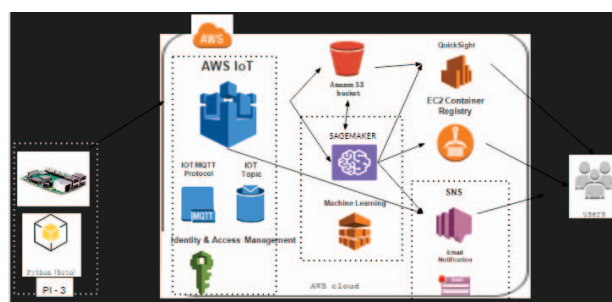 AWS
AWS IoT
Amazon S3
bucket
QuickSight
EC2 Container
Registry
SAGEMAKER
IOT MQTT
Protocol
IOT
Topic
MQTT
SNS
users
Machine Learning
Identity & Access Management
Email
Notification
Python (boto)
PI - 3
AWS cloud